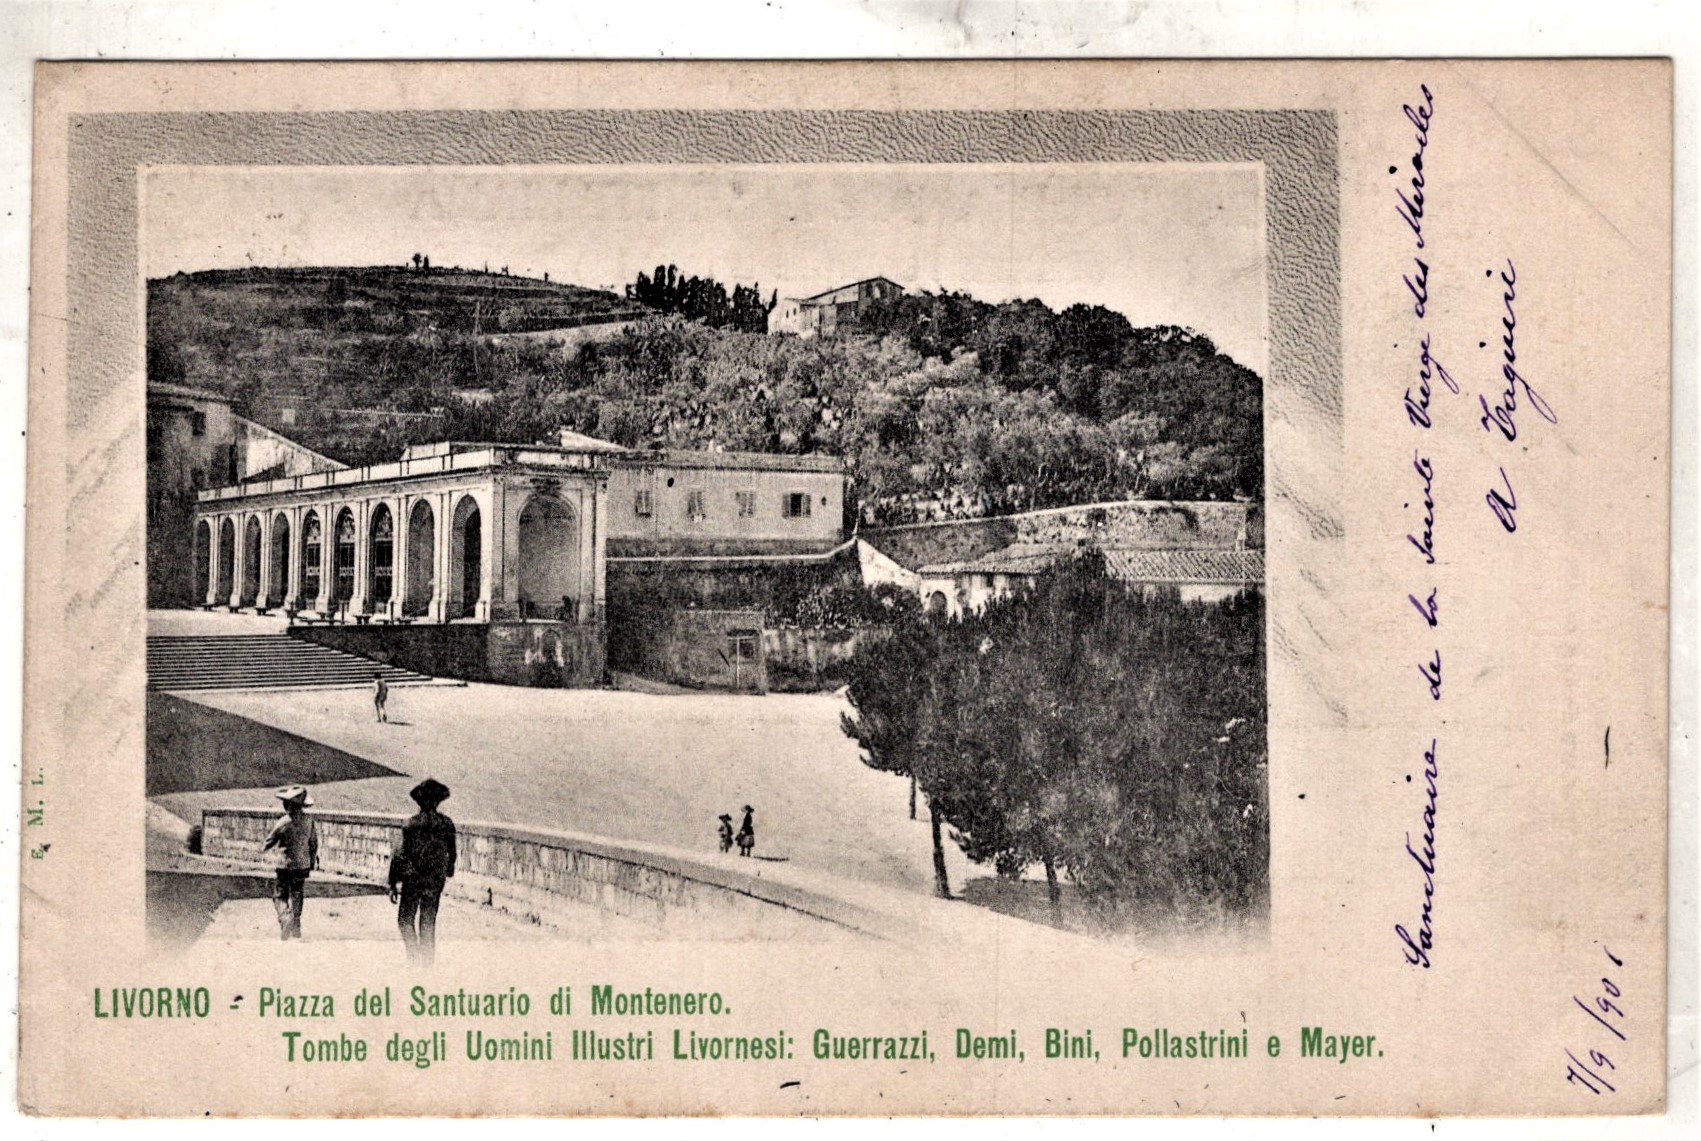 LIVORNO - Piazza del Santuario di Montenero.
Tombe degli Uomini Illustri Livornesi: Guerrazzi, Demi, Bini, Pollastrini e Mayer.
E. M. L.
Sanctuaire de la Sainte Vierge des Miracles
A
7/9/901